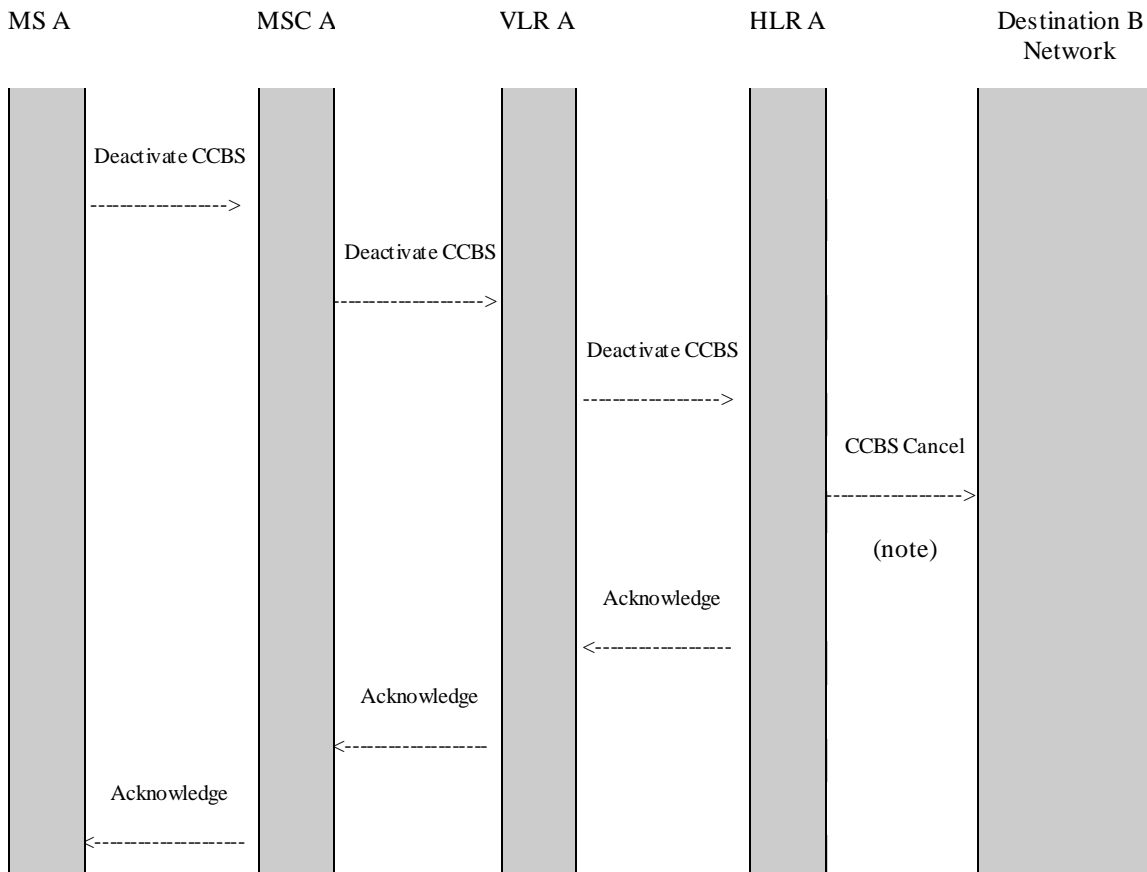 MS A
MSC A
VLR A
HLR A
Destination B
Network
Deactivate CCBS
Deactivate CCBS
Deactivate CCBS
CCBS Cancel
(note)
Acknowledge
Acknowledge
Acknowledge